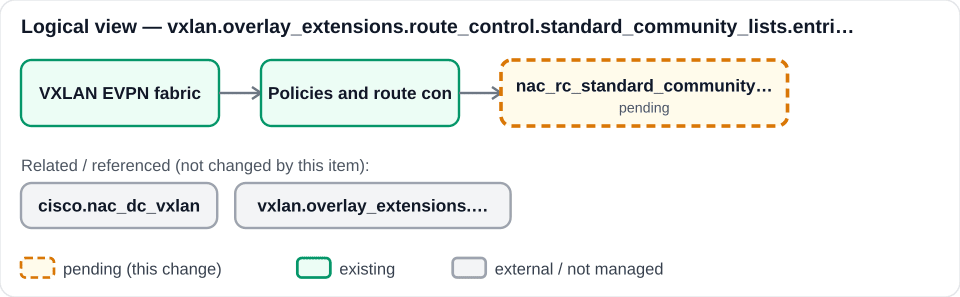 Logical view — vxlan.overlay_extensions.route_control.standard_community_lists.entri…
VXLAN EVPN fabric
Policies and route con
nac_rc_standard_community…
pending
Related / referenced (not changed by this item):
cisco.nac_dc_vxlan
vxlan.overlay_extensions.…
pending (this change)
existing
external / not managed